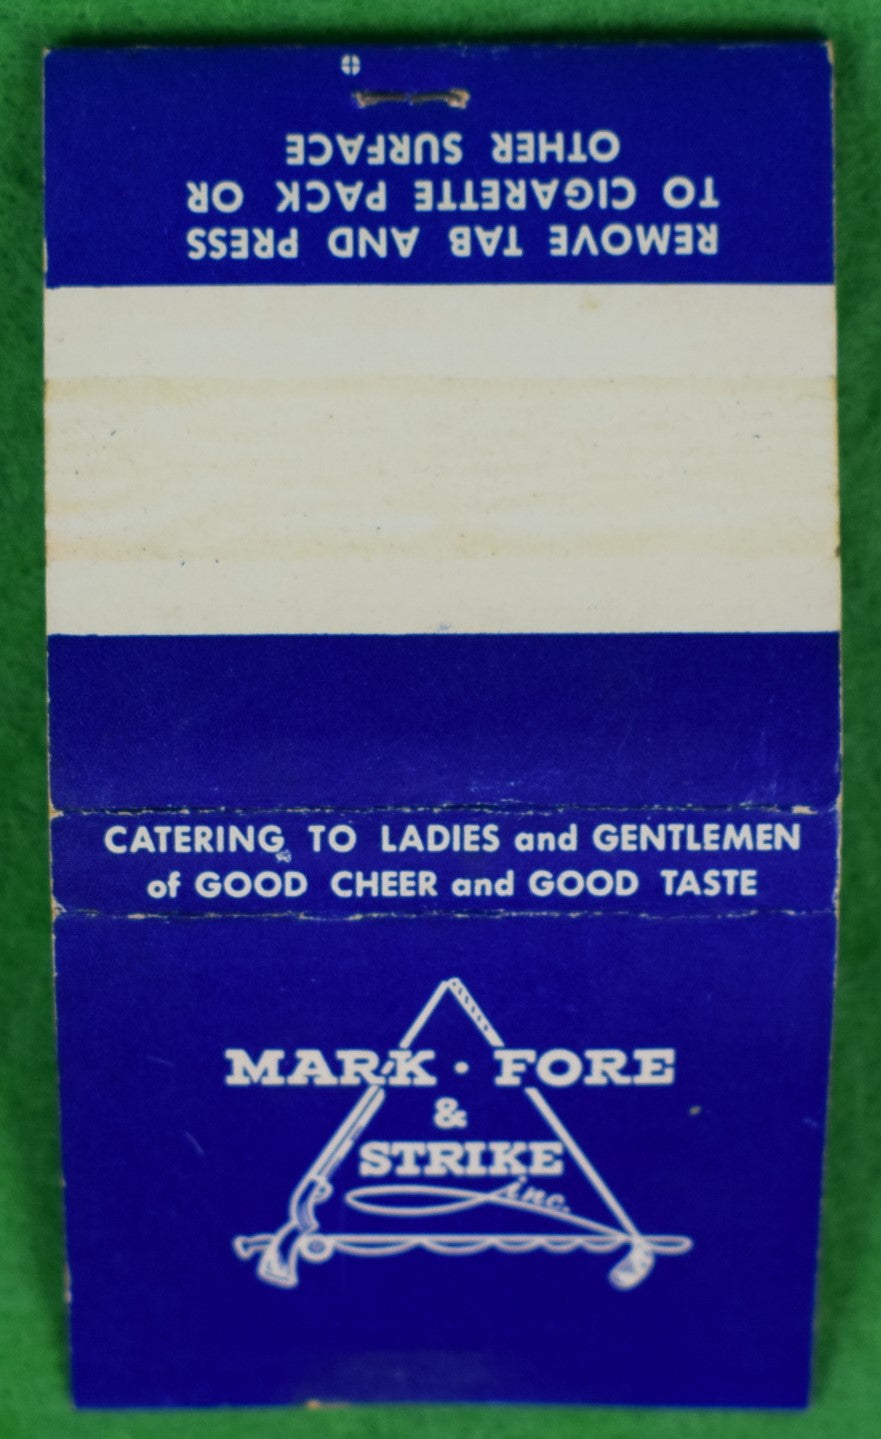 REMOVE TAB AND PRESS
TO CIGARETTE PACK OR
OTHER SURFACE
CATERING TO LADIES and GENTLEMEN
of GOOD CHEER and GOOD TASTE
MARK · FORE
&
STRIKE
inc.